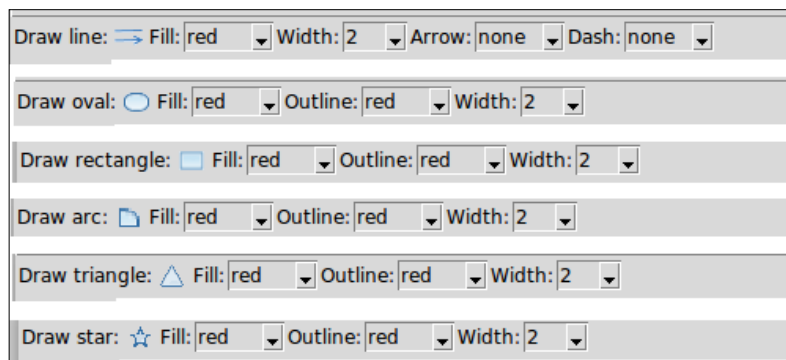 Draw line: Fill: red Width: 2 Arrow: none Dash: none
Draw oval: Fill: red Outline: red Width: 2
Draw rectangle: Fill: red Outline: red Width: 2
Draw arc: Fill: red Outline: red Width: 2
Draw triangle: Fill: red Outline: red Width: 2
Draw star: Fill: red Outline: red Width: 2